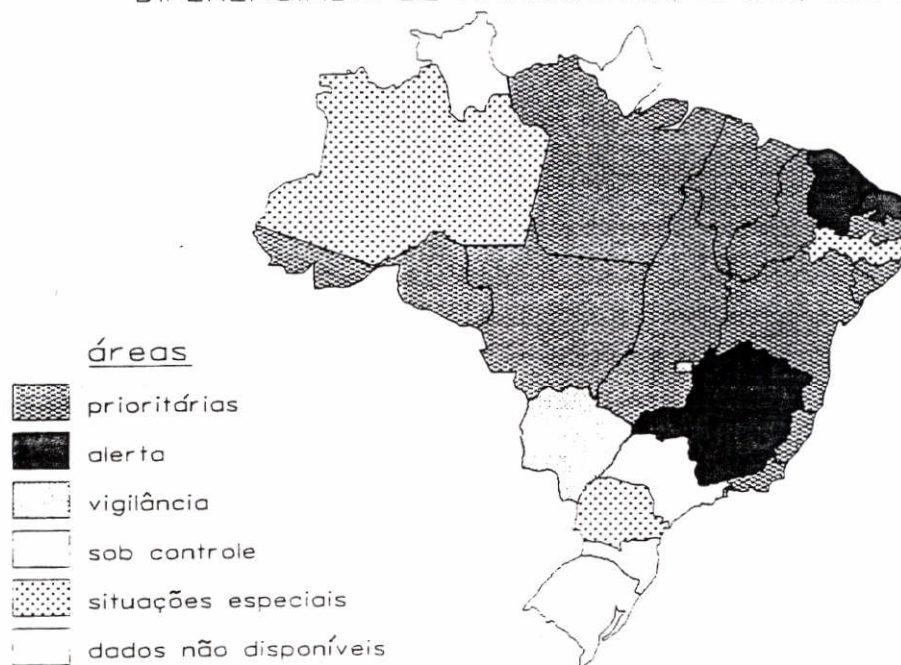 áreas
prioritárias
alerta
vigilância
sob controle
situações especiais
dados não disponíveis